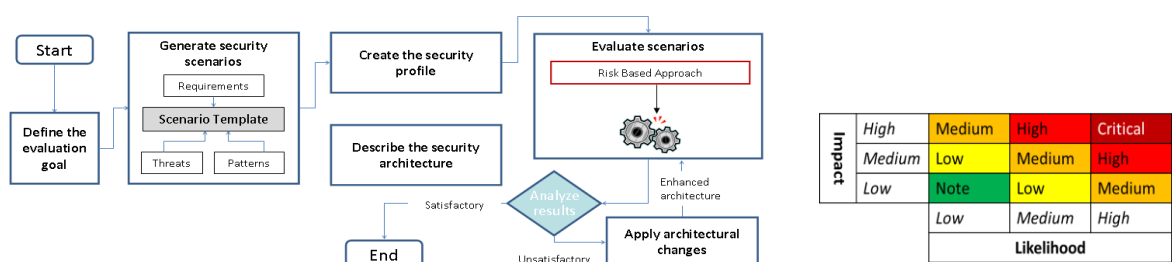 Start
Define the
evaluation
goal
Generate security
scenarios
Requirements
Scenario Template
Threats
Patterns
Create the security
profile
Describe the security
architecture
Evaluate scenarios
Risk Based Approach
Enhanced
architecture
Analyze
results
Satisfactory
Unsatisfactory
End
Apply architectural
changes
Impact
High Medium High Critical
Medium Low Medium High
Low Note Low Medium
Low Medium High
Likelihood